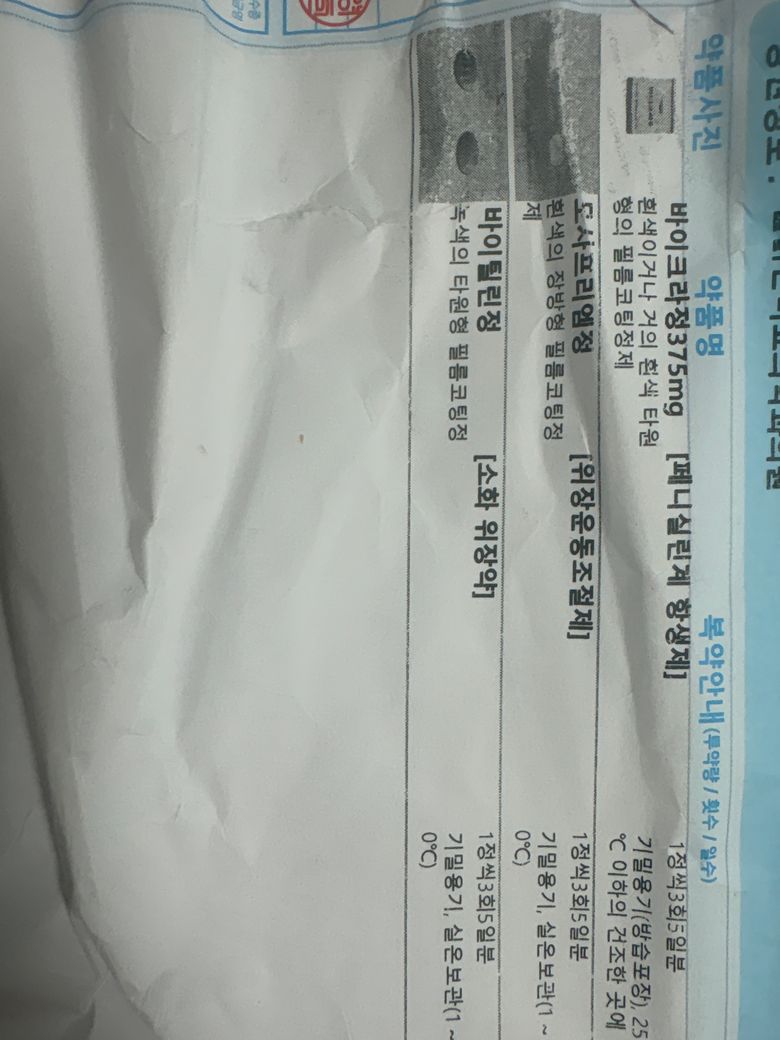 약품사진 약품명 복약안내(투약량 / 횟수 / 일수)
바이크라정375mg [페니실린계 항생제] 1정씩3회5일분
흰색이거나 거의 흰색 타원 기밀용기(방습포장), 25
형의 필름코팅정제 ℃ 이하의 건조한 곳에
도사프리엠정 [위장운동조절제] 1정씩3회5일분
흰색의 장방형 필름코팅정 기밀용기, 실온보관(1 ~
제 0℃)
바이틸린정 [소화 위장약] 1정씩3회5일분
녹색의 타원형 필름코팅정 기밀용기, 실온보관(1 ~
0℃)